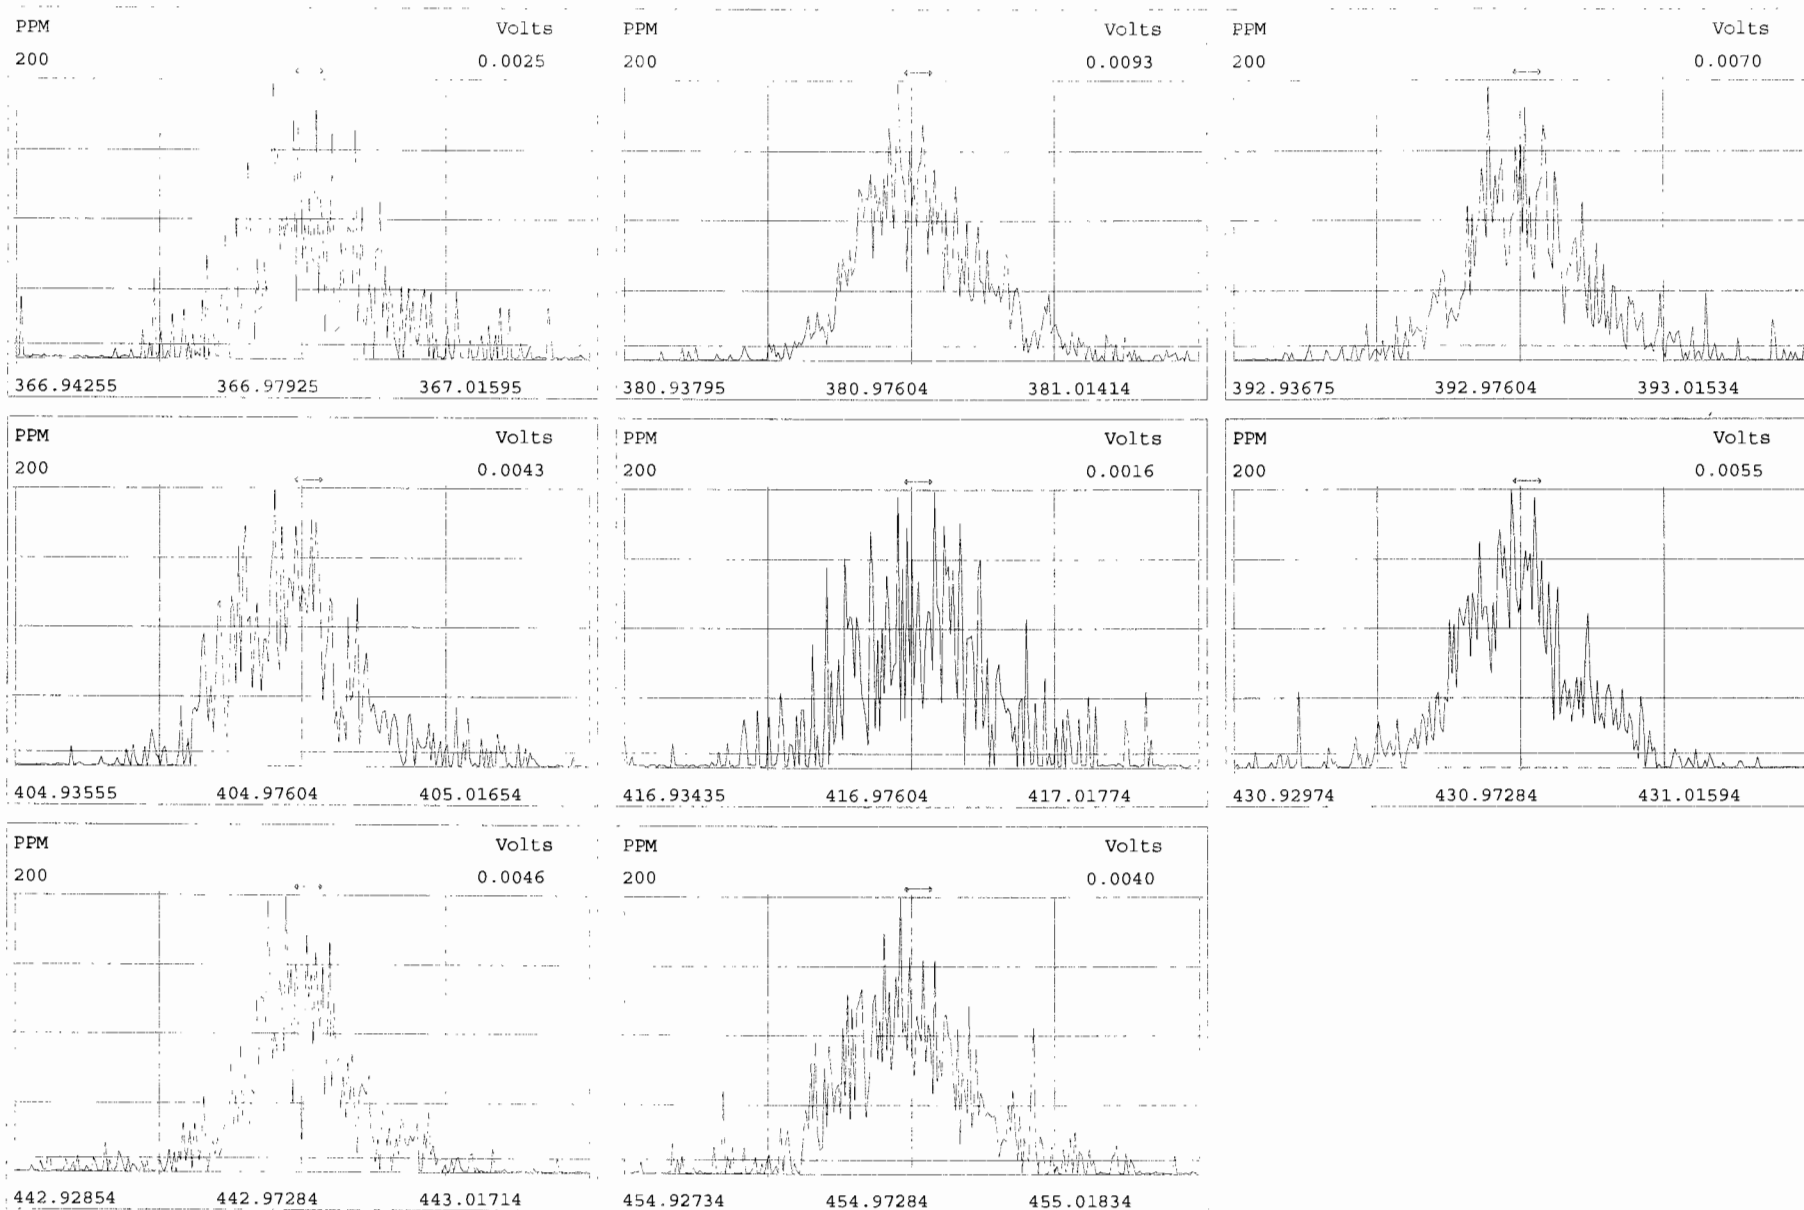 PPM Volts
200 0.0025
366.94255 366.97925 367.01595
PPM Volts
200 0.0093
380.93795 380.97604 381.01414
PPM Volts
200 0.0070
392.93675 392.97604 393.01534
PPM Volts
200 0.0043
404.93555 404.97604 405.01654
PPM Volts
200 0.0016
416.93435 416.97604 417.01774
PPM Volts
200 0.0055
430.92974 430.97284 431.01594
PPM Volts
200 0.0046
442.92854 442.97284 443.01714
PPM Volts
200 0.0040
454.92734 454.97284 455.01834